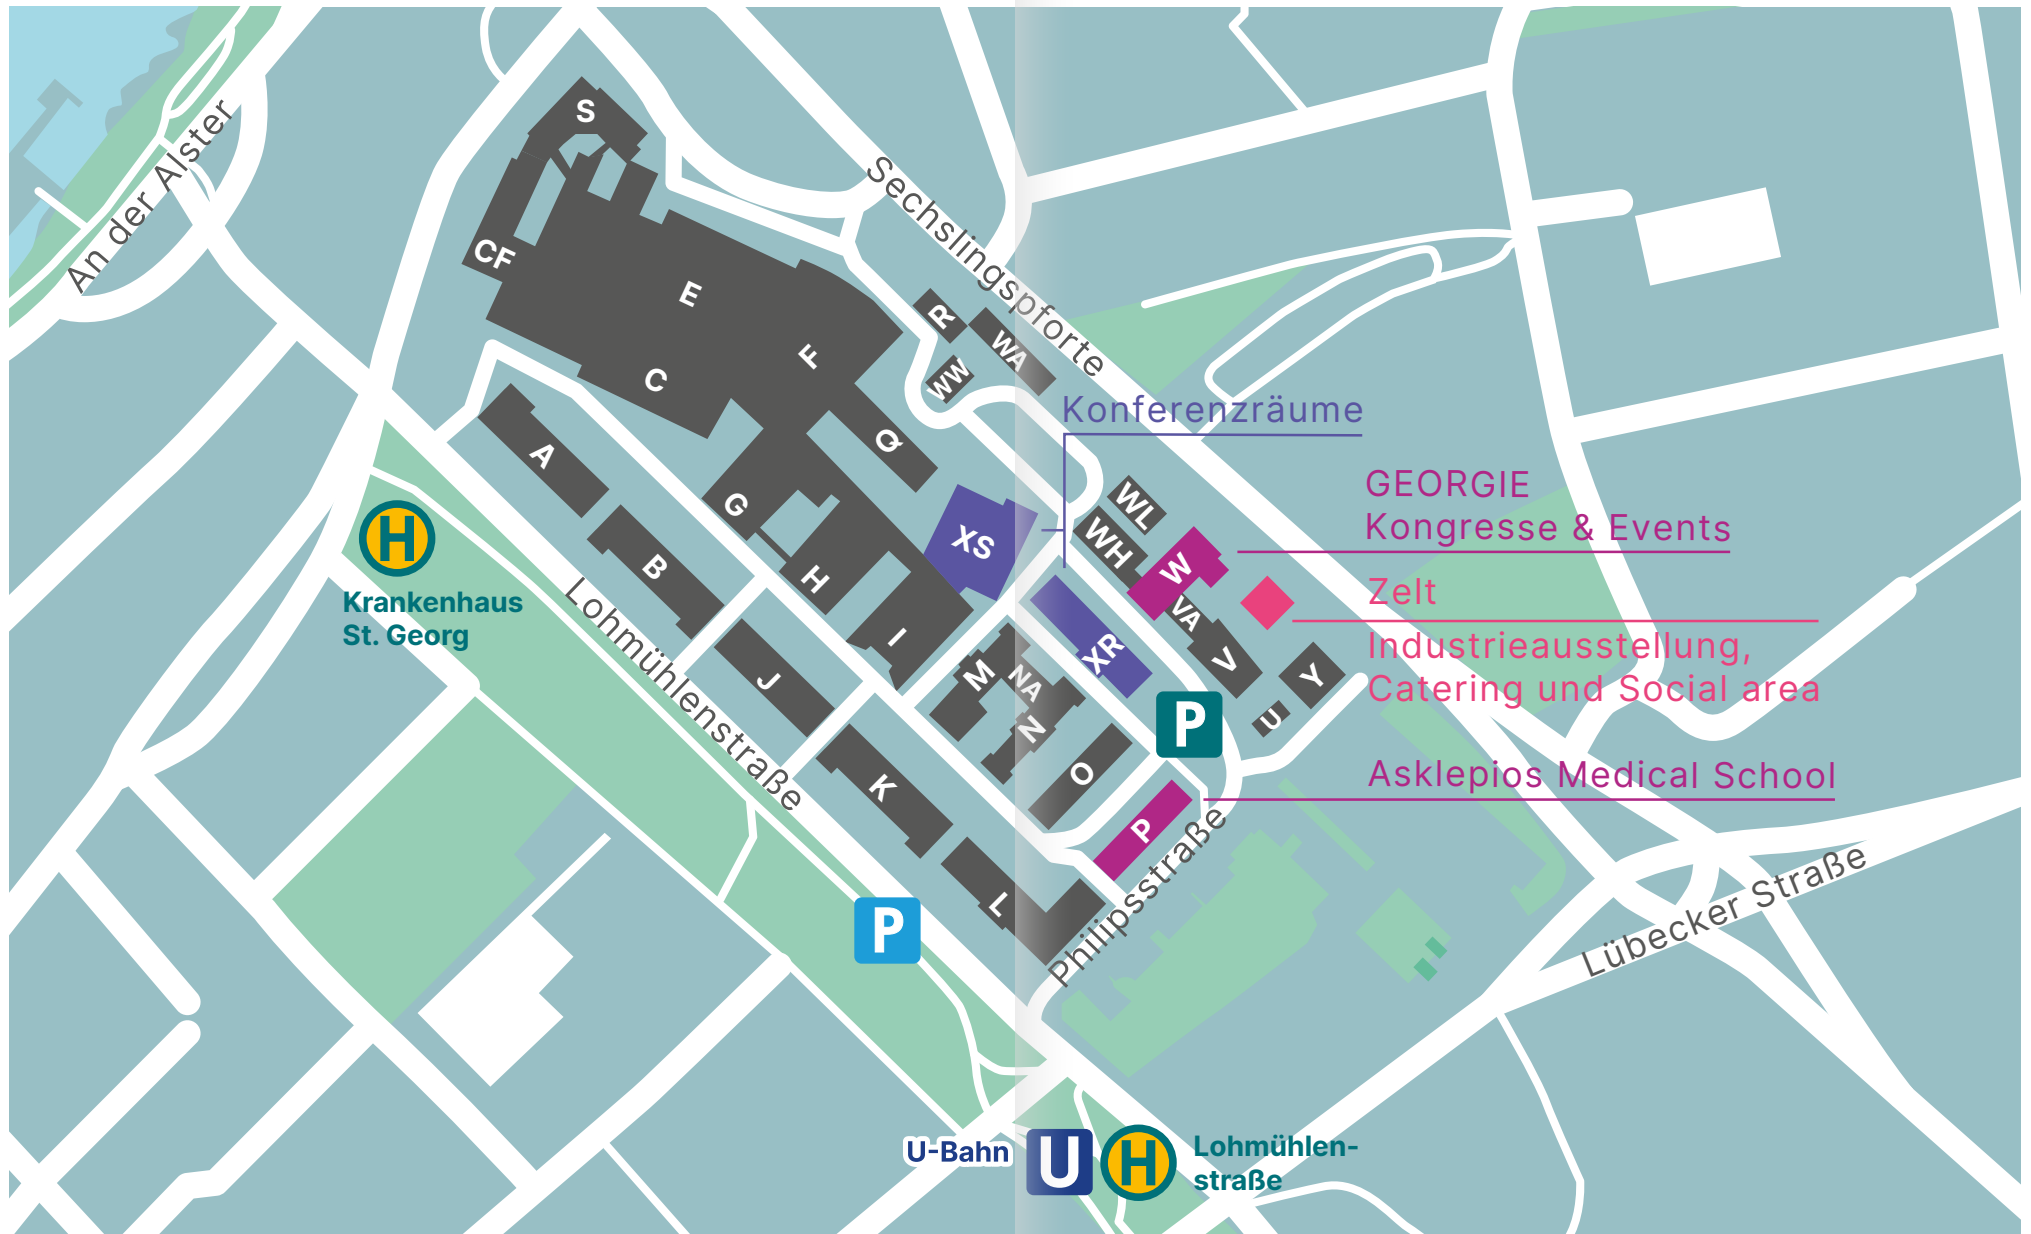 S
An der Alster
Sechslingspforte
CF
E
R
WA
F
WW
C
Konferenzräume
A
Q
G
GEORGIE
Kongresse & Events
WL
WH
XS
H
W
B
H
Krankenhaus
St. Georg
Lohmühlenstraße
Zelt
VA
I
Industrieausstellung,
Catering und Social area
XR
V
M
NA
Y
J
N
U
P
O
K
Asklepios Medical School
P
Philipsstraße
Lübecker Straße
L
P
U-Bahn
U
H
Lohmühlen-
straße